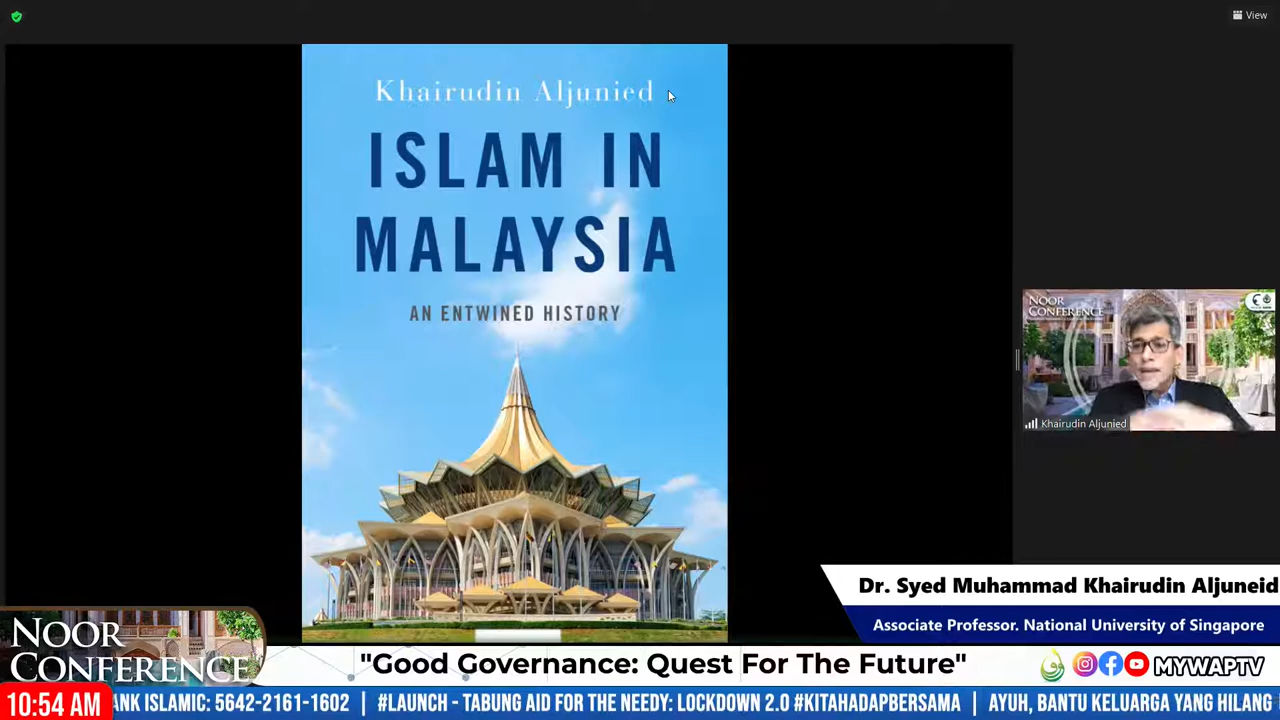 View
Khairudin Aljunied
ISLAM IN
MALAYSIA
AN ENTWINED HISTORY
NOOR
CONFERENCE
Khairudin Aljunied
Dr. Syed Muhammad Khairudin Aljuneid
Associate Professor. National University of Singapore
NOOR
CONFERENCE
"Good Governance: Quest For The Future"
MYWAPTV
10:54 AM
ANK ISLAMIC: 5642-2161-1602 | #LAUNCH - TABUNG AID FOR THE NEEDY: LOCKDOWN 2.0 #KITAHADAPBERSAMA | AYUH, BANTU KELUARGA YANG HILANG